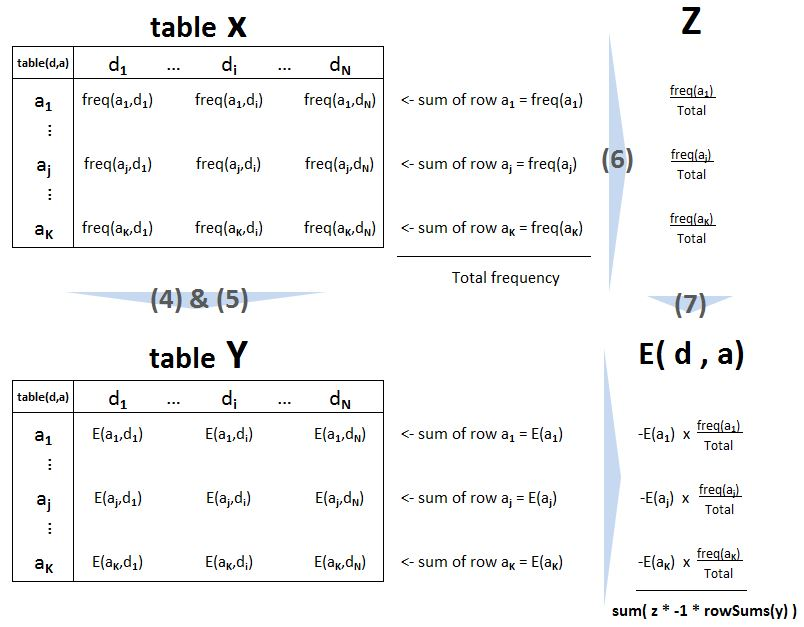 table X
Z
table(d,a) d1 ... di ... dN
a1 freq(a1,d1) freq(a1,di) freq(a1,dN) <- sum of row a1 = freq(a1) freq(a1)
Total
⋮
(6)
aj freq(aj,d1) freq(aj,di) freq(aj,dN) <- sum of row aj = freq(aj) freq(aj)
Total
⋮
aK freq(aK,d1) freq(aK,di) freq(aK,dN) <- sum of row aK = freq(aK) freq(aK)
Total
Total frequency
(4) & (5)
(7)
table Y
E( d , a)
table(d,a) d1 ... di ... dN
a1 E(a1,d1) E(a1,di) E(a1,dN) <- sum of row a1 = E(a1) -E(a1) x freq(a1)
Total
⋮
aj E(aj,d1) E(aj,di) E(aj,dN) <- sum of row aj = E(aj) -E(aj) x freq(aj)
Total
⋮
aK E(aK,d1) E(aK,di) E(aK,dN) <- sum of row aK = E(aK) -E(aK) x freq(aK)
Total
sum( z * -1 * rowSums(y) )